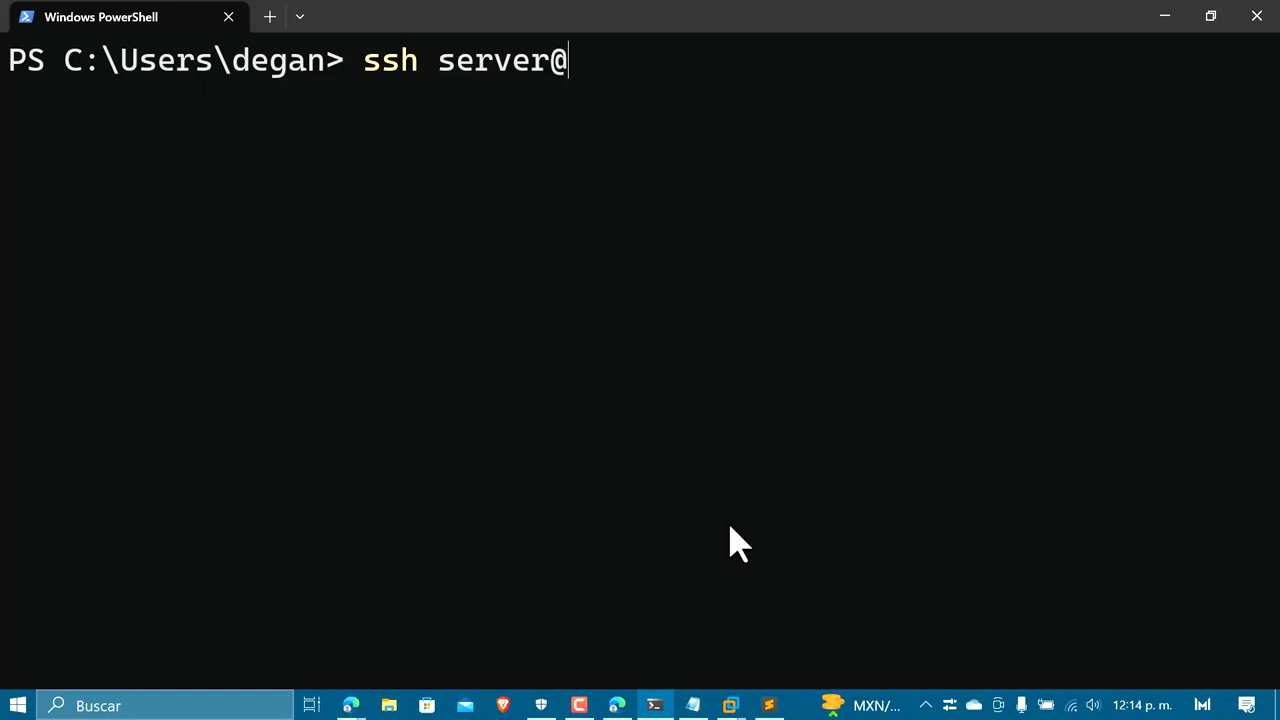 Windows PowerShell
PS C:\Users\degan> ssh server@
Buscar
MXN/...
12:14 p. m.